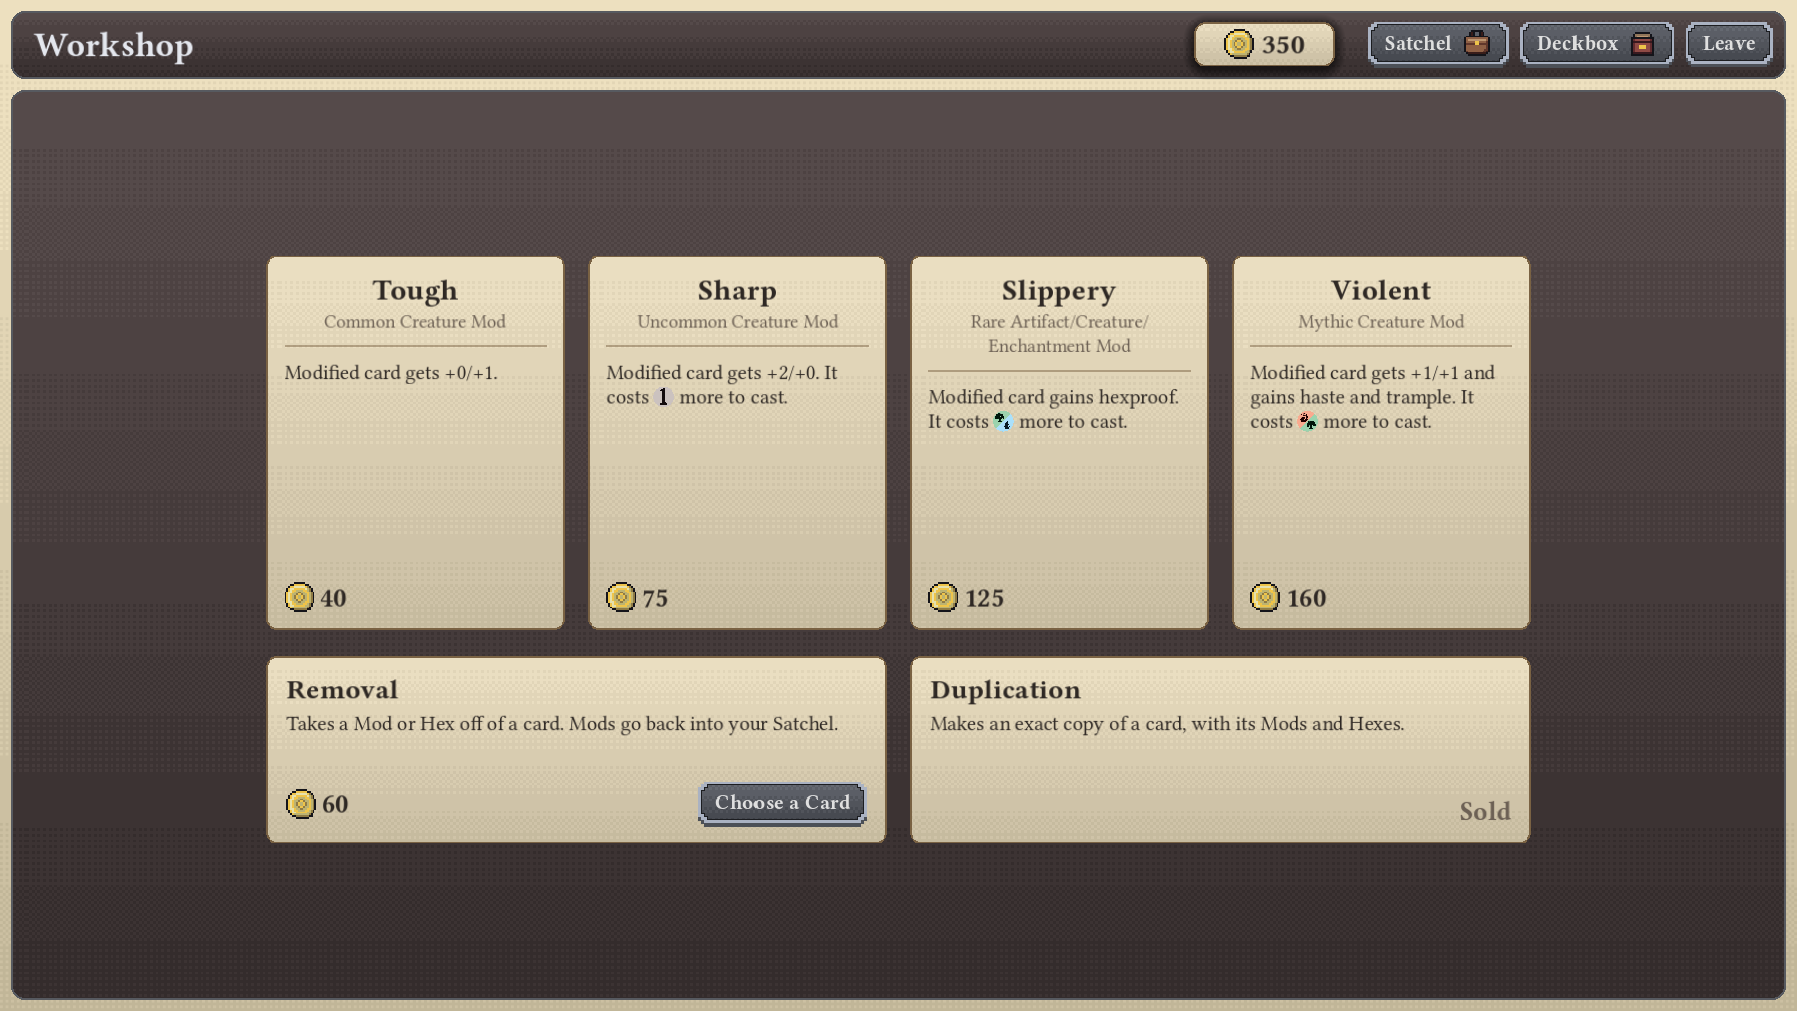 Workshop
350
Satchel
Deckbox
Leave
Tough
Common Creature Mod
Modified card gets +0/+1.
40
Sharp
Uncommon Creature Mod
Modified card gets +2/+0. It
costs 1 more to cast.
75
Slippery
Rare Artifact/Creature/
Enchantment Mod
Modified card gains hexproof.
It costs more to cast.
125
Violent
Mythic Creature Mod
Modified card gets +1/+1 and
gains haste and trample. It
costs more to cast.
160
Removal
Takes a Mod or Hex off of a card. Mods go back into your Satchel.
60
Choose a Card
Duplication
Makes an exact copy of a card, with its Mods and Hexes.
Sold